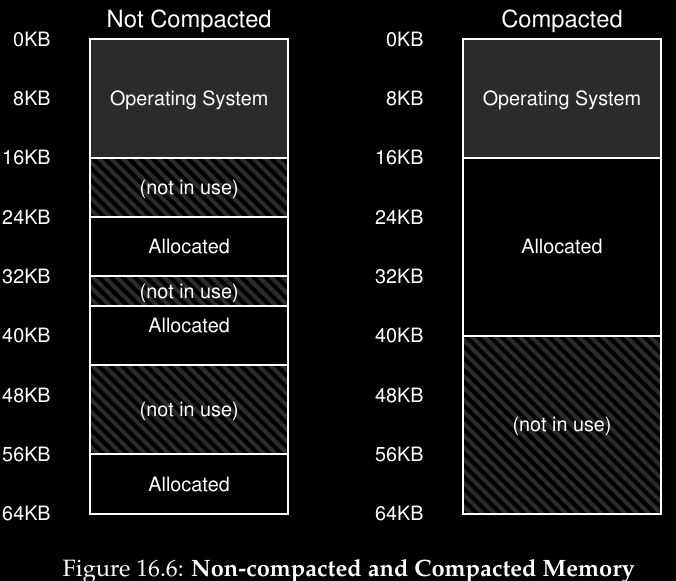 Not Compacted
0KB
8KB
16KB
24KB
32KB
40KB
48KB
56KB
64KB
Operating System
(not in use)
Allocated
(not in use)
Allocated
(not in use)
Allocated
Compacted
0KB
8KB
16KB
24KB
32KB
40KB
48KB
56KB
64KB
Operating System
Allocated
(not in use)
Figure 16.6: Non-compacted and Compacted Memory